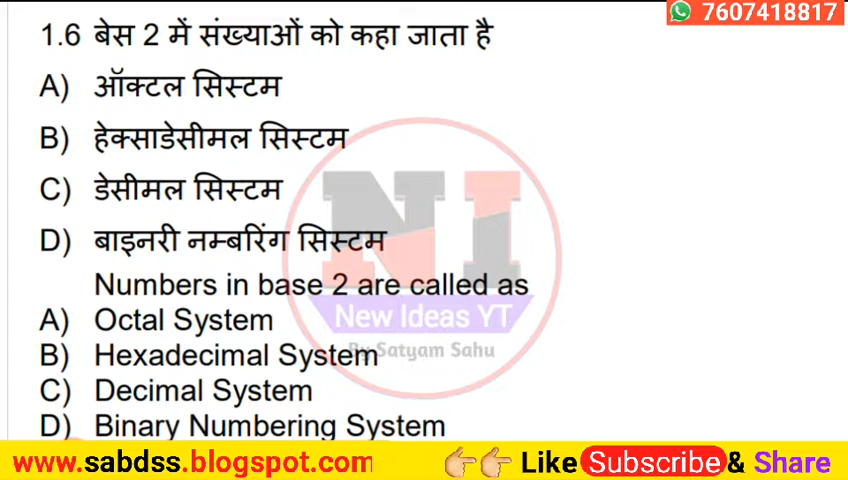 7607418817
1.6 बेस 2 में संख्याओं को कहा जाता है
A) ऑक्टल सिस्टम
B) हेक्साडेसीमल सिस्टम
C) डेसीमल सिस्टम
D) बाइनरी नम्बरिंग सिस्टम
Numbers in base 2 are called as
A) Octal System
B) Hexadecimal System
C) Decimal System
D) Binary Numbering System
NI
New Ideas YT
By Satyam Sahu
www.sabdss.blogspot.com
Like Subscribe & Share